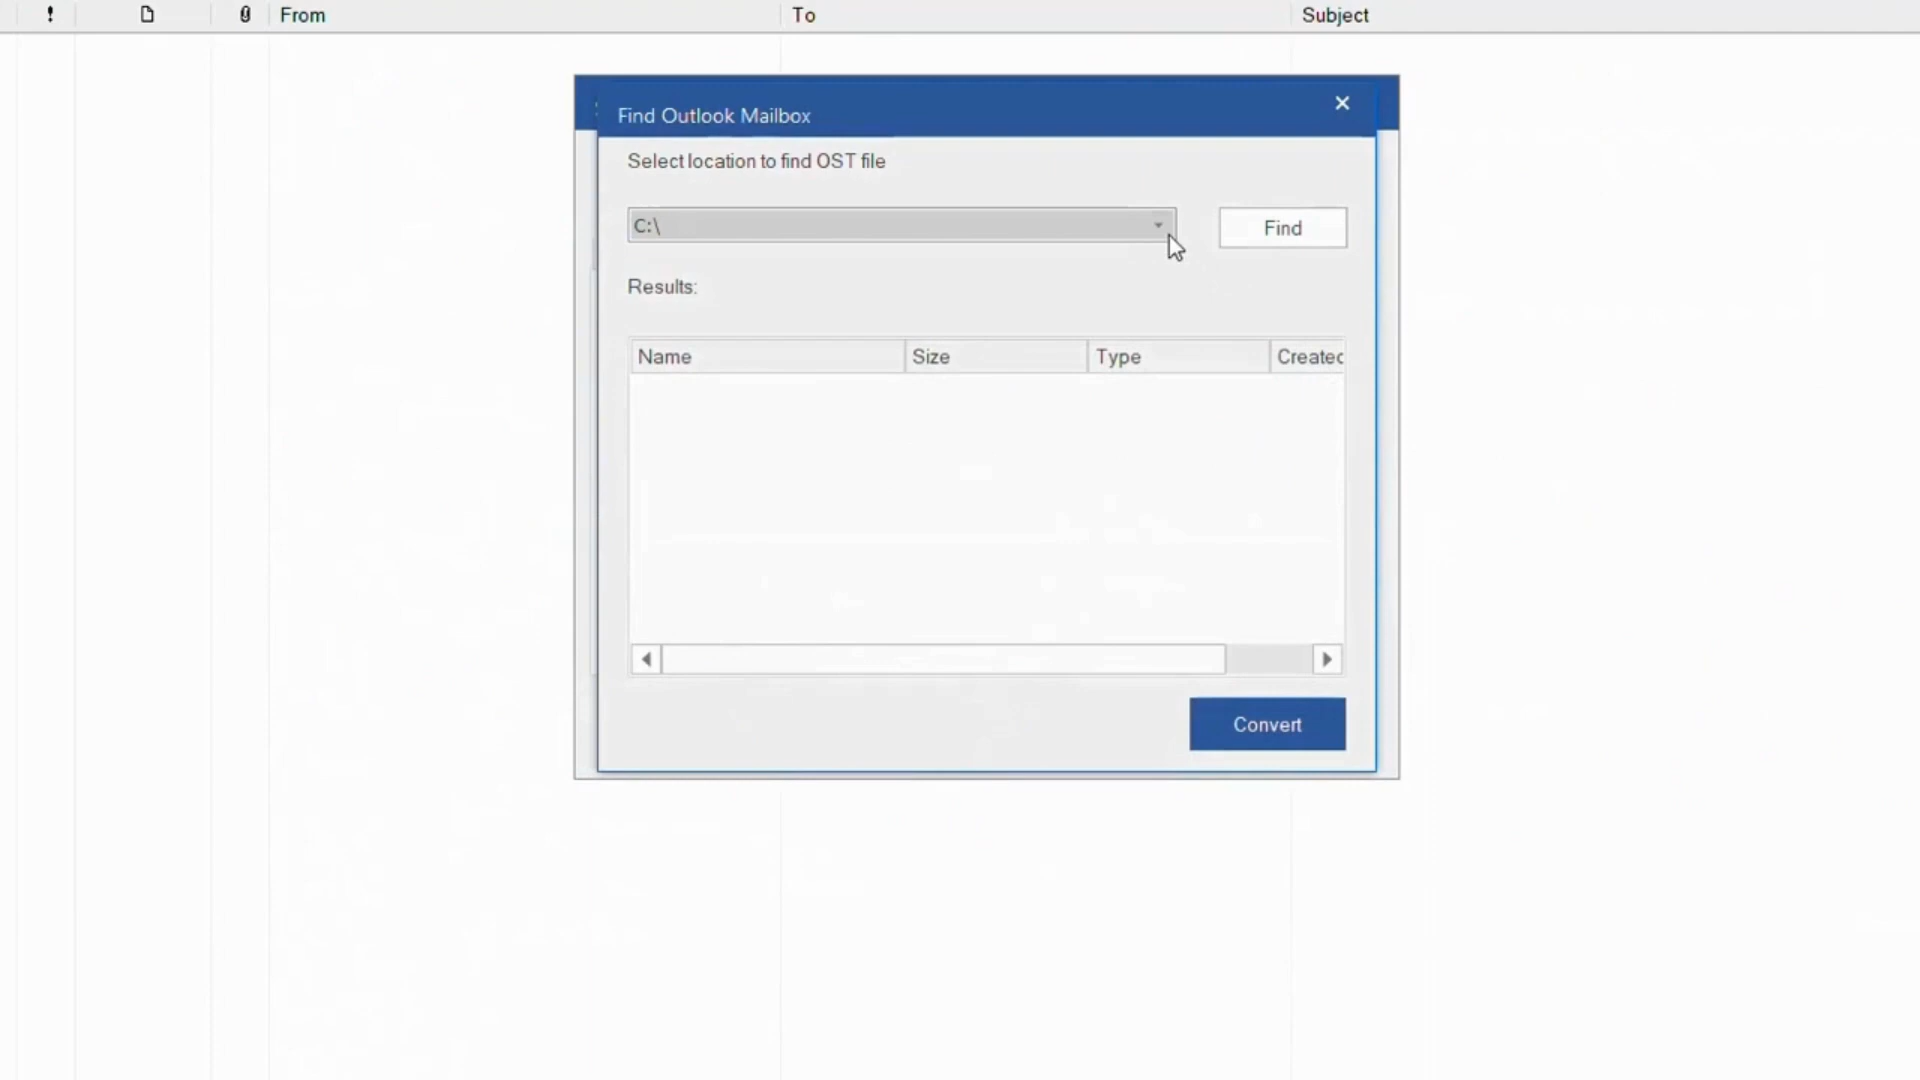 From To Subject
Find Outlook Mailbox
Select location to find OST file
C:\
Find
Results:
Name Size Type Created
Convert